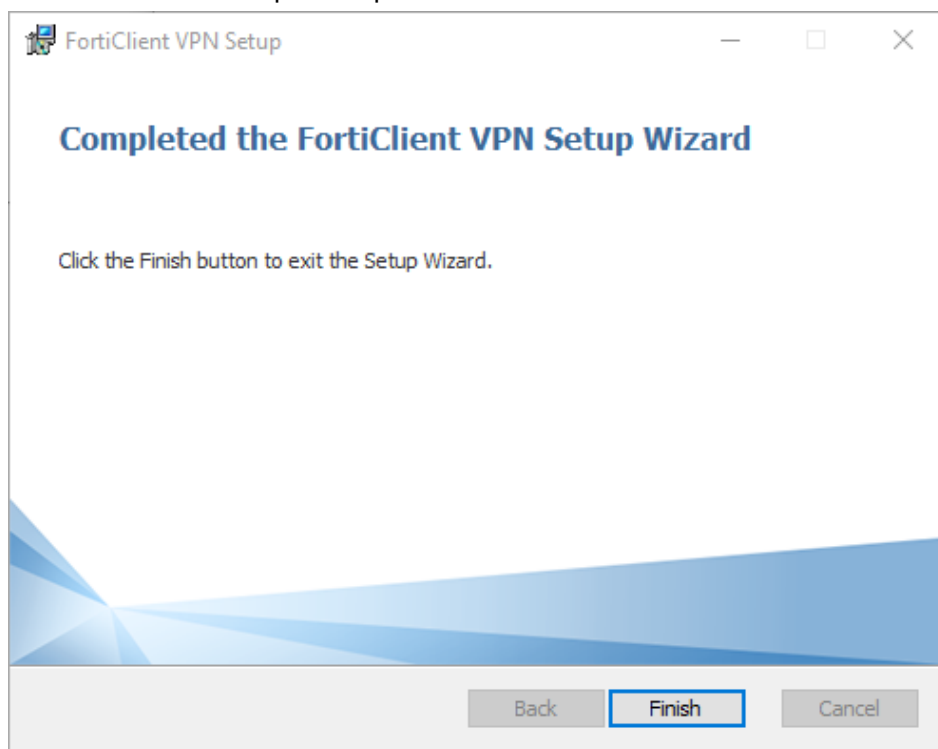 FortiClient VPN Setup
Completed the FortiClient VPN Setup Wizard
Click the Finish button to exit the Setup Wizard.
Back Finish Cancel